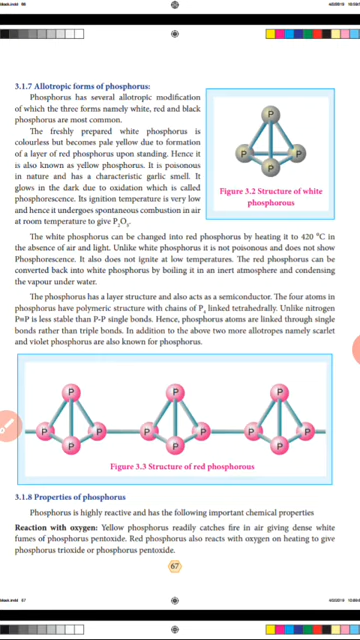 3.1.7 Allotropic forms of phosphorus:
Phosphorus has several allotropic modification
of which the three forms namely white, red and black
phosphorus are most common.
The freshly prepared white phosphorus is
colourless but becomes pale yellow due to formation
of a layer of red phosphorus upon standing. Hence it
is also known as yellow phosphorus. It is poisonous
in nature and has a characteristic garlic smell. It
glows in the dark due to oxidation which is called
phosphorescence. Its ignition temperature is very low
and hence it undergoes spontaneous combustion in air
at room temperature to give P₂O₅.
P
P
P
P
Figure 3.2 Structure of white
phosphorous
The white phosphorus can be changed into red phosphorus by heating it to 420 ⁰C in
the absence of air and light. Unlike white phosphorus it is not poisonous and does not show
Phosphorescence. It also does not ignite at low temperatures. The red phosphorus can be
converted back into white phosphorus by boiling it in an inert atmosphere and condensing
the vapour under water.
The phosphorus has a layer structure and also acts as a semiconductor. The four atoms in
phosphorus have polymeric structure with chains of P₄ linked tetrahedrally. Unlike nitrogen
P≡P is less stable than P-P single bonds. Hence, phosphorus atoms are linked through single
bonds rather than triple bonds. In addition to the above two more allotropes namely scarlet
and violet phosphorus are also known for phosphorus.
P P P
P P P P P P
P P P
Figure 3.3 Structure of red phosphorous
3.1.8 Properties of phosphorus
Phosphorus is highly reactive and has the following important chemical properties
Reaction with oxygen: Yellow phosphorus readily catches fire in air giving dense white
fumes of phosphorus pentoxide. Red phosphorus also reacts with oxygen on heating to give
phosphorus trioxide or phosphorus pentoxide.
67